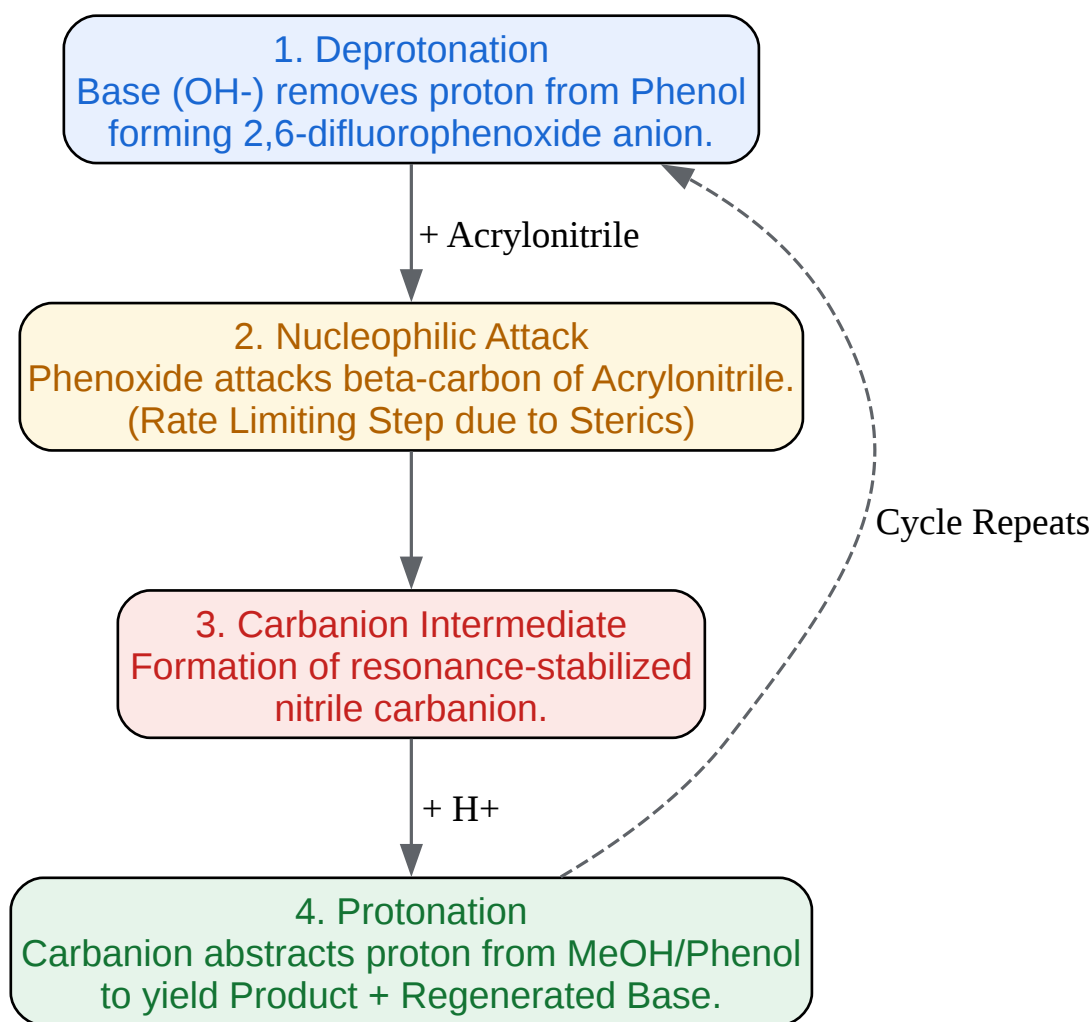 1. Deprotonation
Base (OH-) removes proton from Phenol
forming 2,6-difluorophenoxide anion.
+ Acrylonitrile
2. Nucleophilic Attack
Phenoxide attacks beta-carbon of Acrylonitrile.
(Rate Limiting Step due to Sterics)
Cycle Repeats
3. Carbanion Intermediate
Formation of resonance-stabilized
nitrile carbanion.
+ H+
4. Protonation
Carbanion abstracts proton from MeOH/Phenol
to yield Product + Regenerated Base.